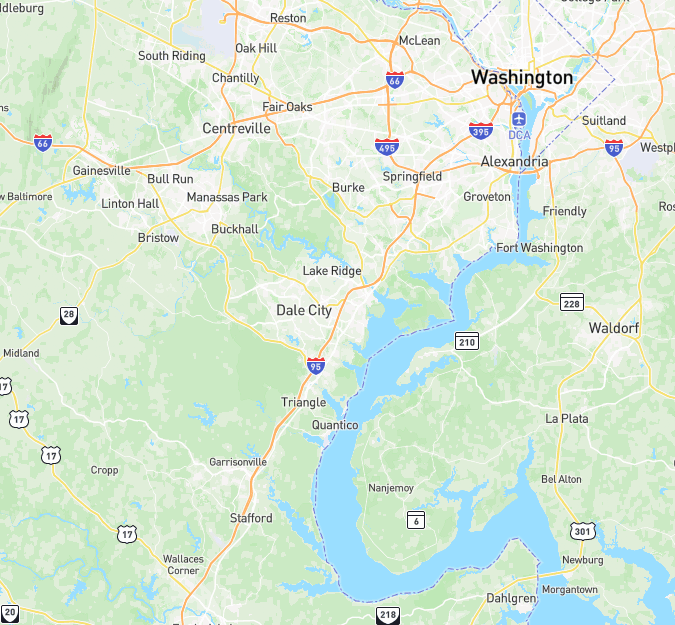 Reston
McLean
Oak Hill
South Riding
Washington
66
Chantilly
Fair Oaks
DCA
Suitland
Centreville
395
66
495
95
Alexandria
Gainesville
Springfield
Bull Run
Burke
Linton Hall
Manassas Park
Groveton
Friendly
Buckhall
Bristow
Fort Washington
Lake Ridge
228
Dale City
28
Waldorf
210
Midland
95
17
Triangle
17
La Plata
Quantico
17
Garrisonville
Cropp
Bel Alton
Nanjemoy
Stafford
6
17
301
Wallaces
Corner
Newburg
Morgantown
Dahlgren
20
218